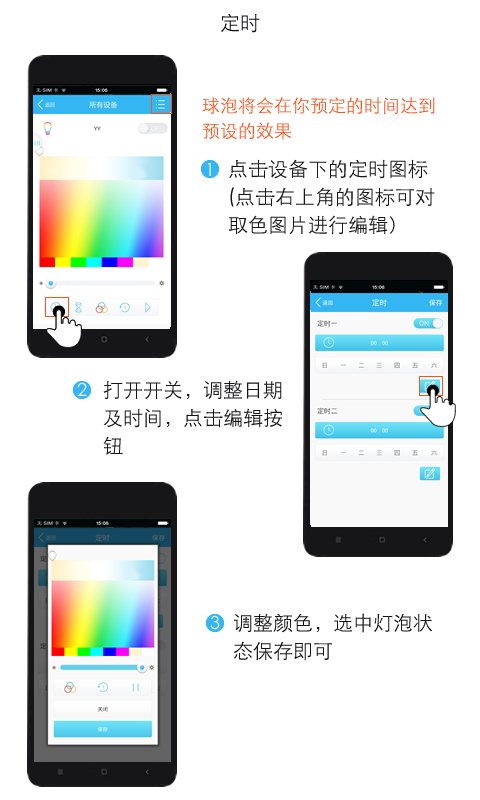 定时
无 SIM 卡
15:06
返回
所有设备
YY
球泡将会在你预定的时间达到
预设的效果
1 点击设备下的定时图标
(点击右上角的图标可对
取色图片进行编辑)
无 SIM 卡
15:06
返回
定时
保存
定时一
ON
00 : 00
日 一 二 三 四 五 六
定时二
00 : 00
日 一 二 三 四 五 六
2 打开开关，调整日期
及时间，点击编辑按
钮
无 SIM 卡
15:06
返回
定时
保存
关闭
保存
3 调整颜色，选中灯泡状
态保存即可